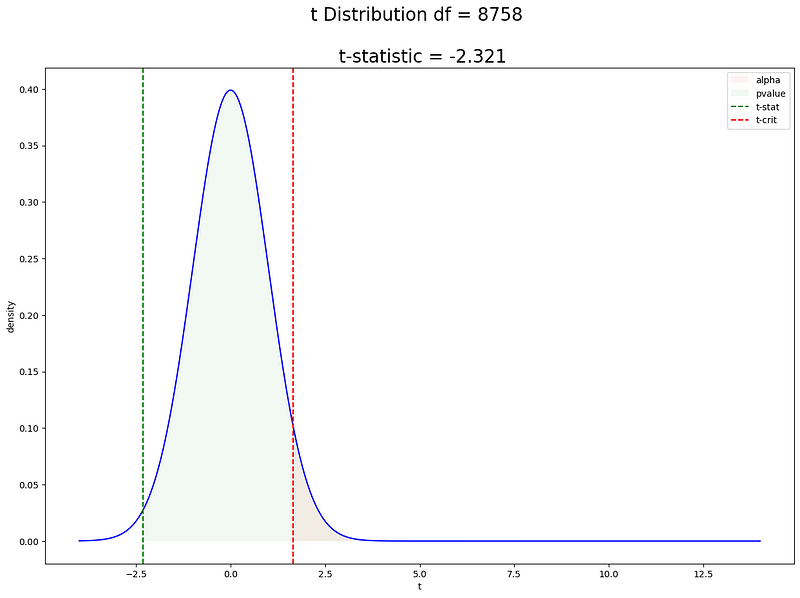 t Distribution df = 8758
t-statistic = -2.321
alpha
pvalue
t-stat
t-crit
0.40
0.35
0.30
0.25
0.20
0.15
0.10
0.05
0.00
density
−2.5 0.0 2.5 5.0 7.5 10.0 12.5
t